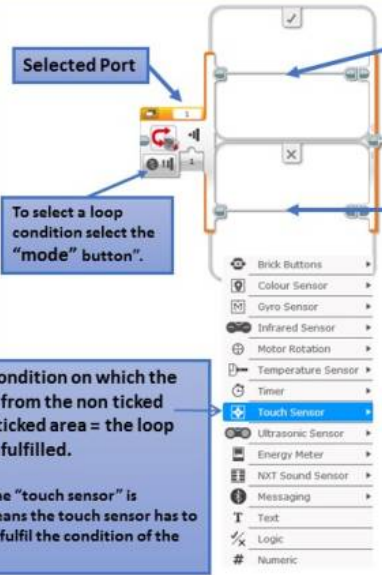 Selected Port
1
1
To select a loop
condition select the
"mode" button".
Brick Buttons
Colour Sensor
Gyro Sensor
Infrared Sensor
Motor Rotation
Temperature Sensor
Timer
Touch Sensor
Ultrasonic Sensor
Energy Meter
NXT Sound Sensor
Messaging
T Text
Logic
# Numeric
ondition on which the
from the non ticked
ticked area = the loop
fulfilled.
e "touch sensor" is
eans the touch sensor has to
fulfil the condition of the